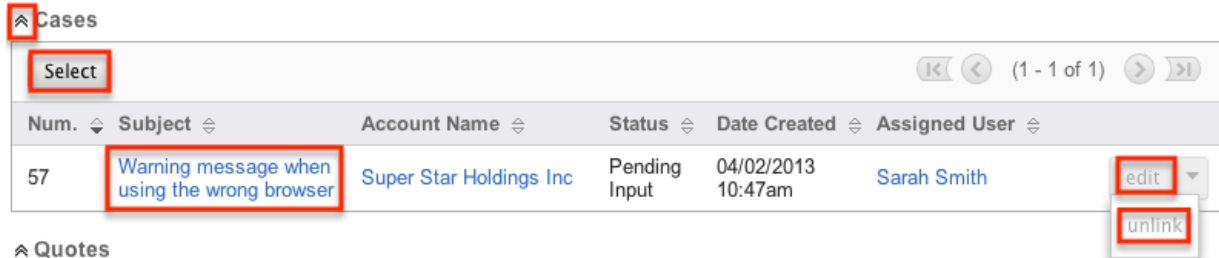 Cases
Select (1 - 1 of 1)
Num. Subject Account Name Status Date Created Assigned User
57 Warning message when using the wrong browser Super Star Holdings Inc Pending Input 04/02/2013 10:47am Sarah Smith edit
unlink
Quotes